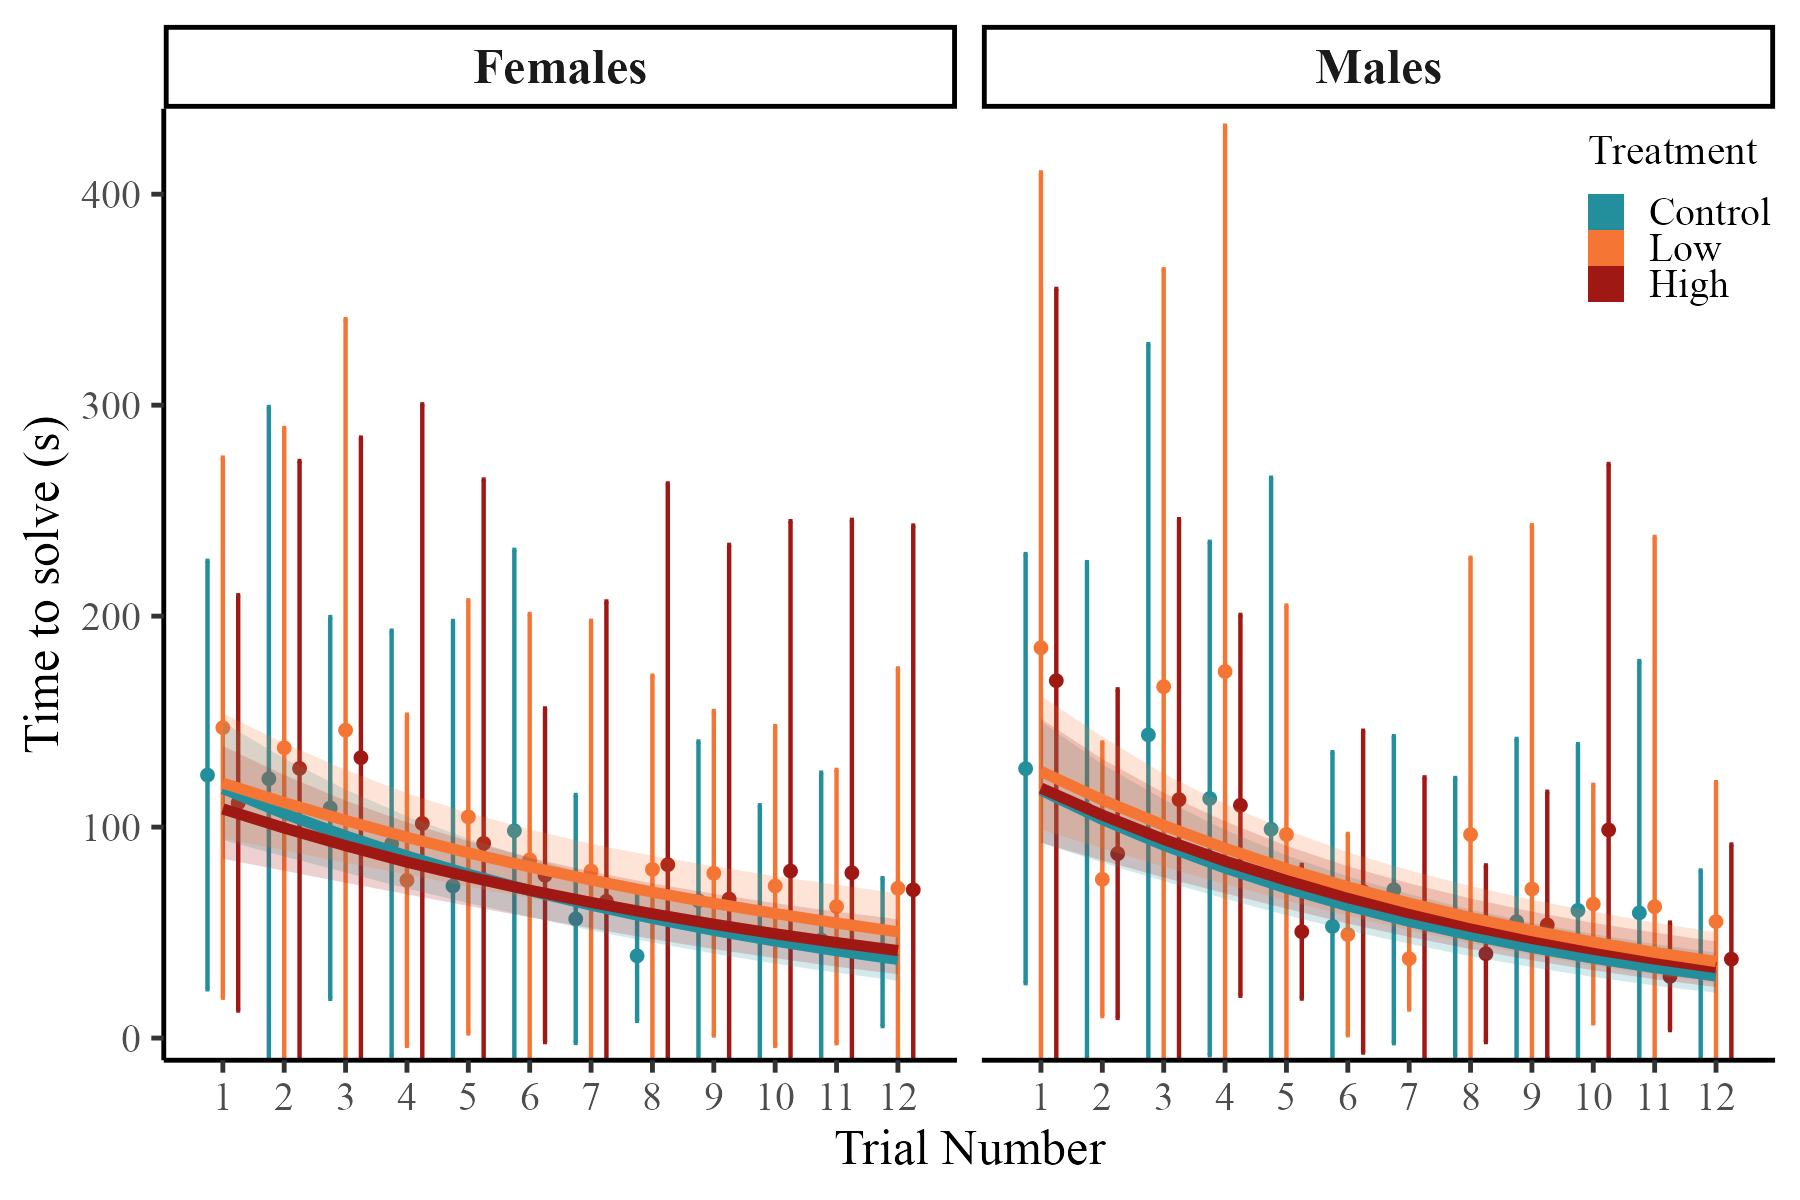 Females
Males
Treatment
Control
Low
High
Time to solve (s)
400
300
200
100
0
1 2 3 4 5 6 7 8 9 10 11 12
1 2 3 4 5 6 7 8 9 10 11 12
Trial Number